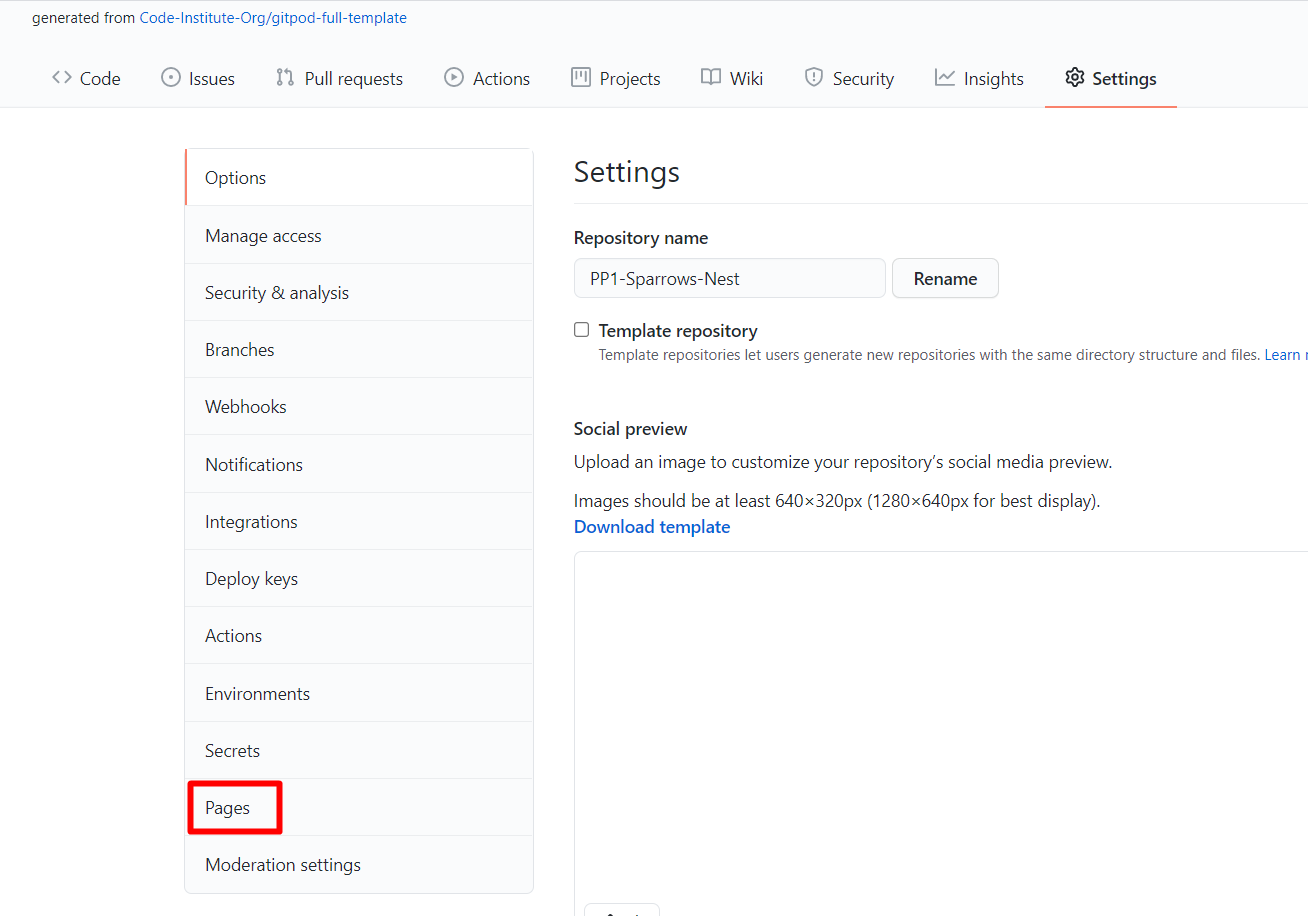 generated from Code-Institute-Org/gitpod-full-template
Code Issues Pull requests Actions Projects Wiki Security Insights Settings
Options
Manage access
Security & analysis
Branches
Webhooks
Notifications
Integrations
Deploy keys
Actions
Environments
Secrets
Pages
Moderation settings
Settings
Repository name
PP1-Sparrows-Nest Rename
Template repository
Template repositories let users generate new repositories with the same directory structure and files. Learn
Social preview
Upload an image to customize your repository’s social media preview.
Images should be at least 640×320px (1280×640px for best display).
Download template